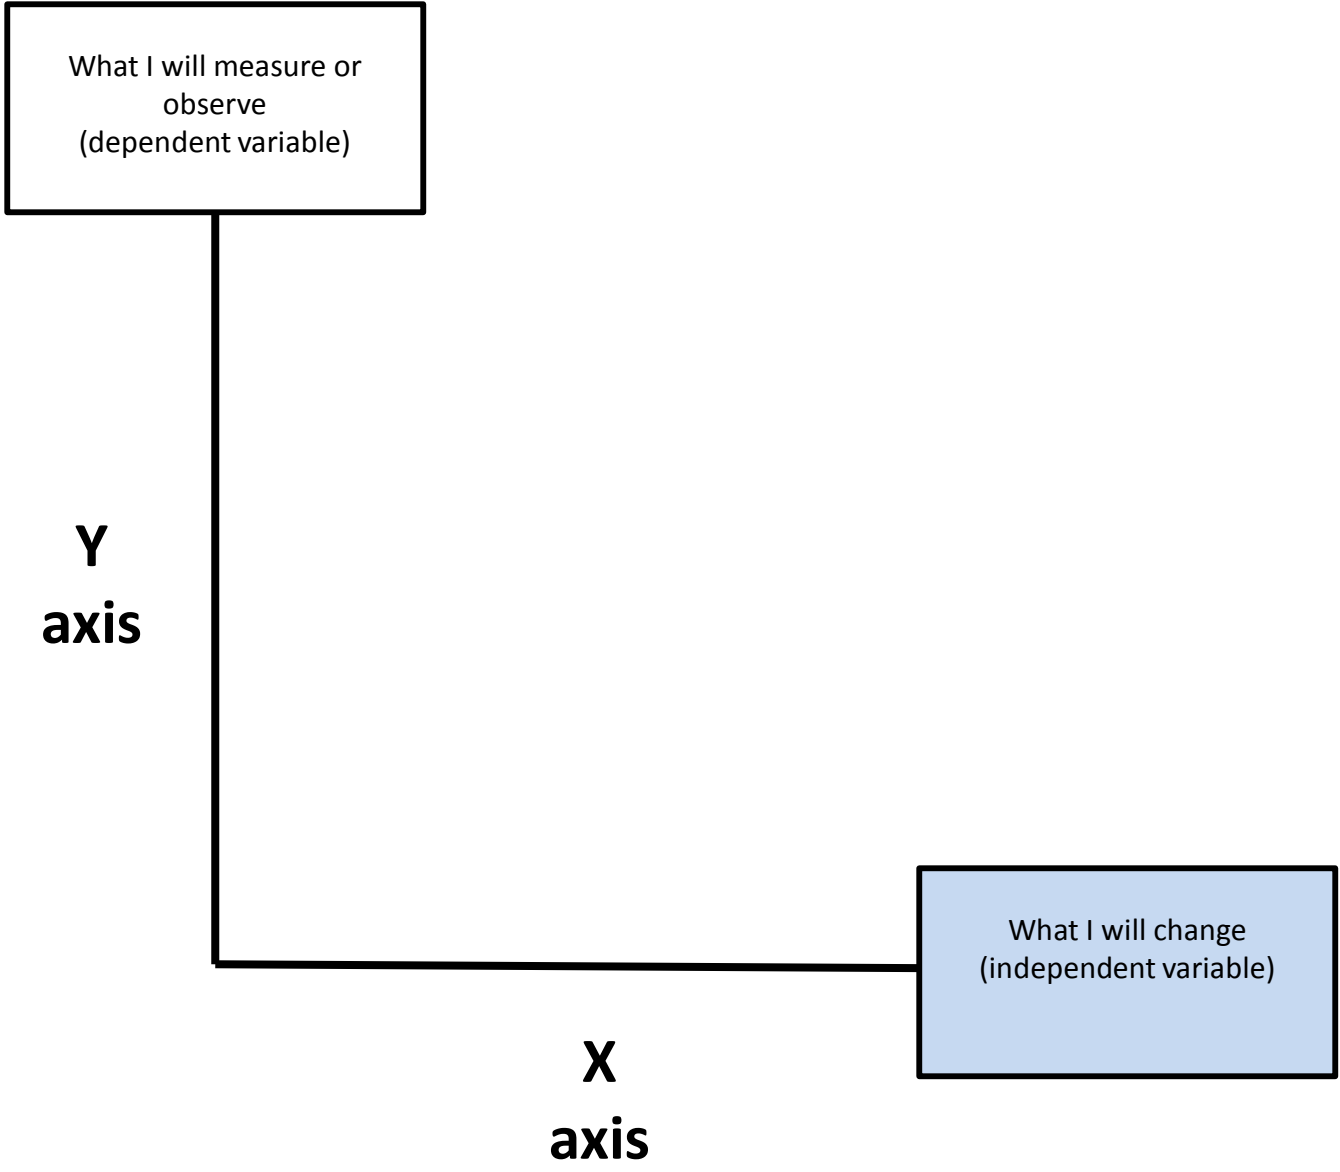 What I will measure or
observe
(dependent variable)
Y
axis
What I will change
(independent variable)
X
axis